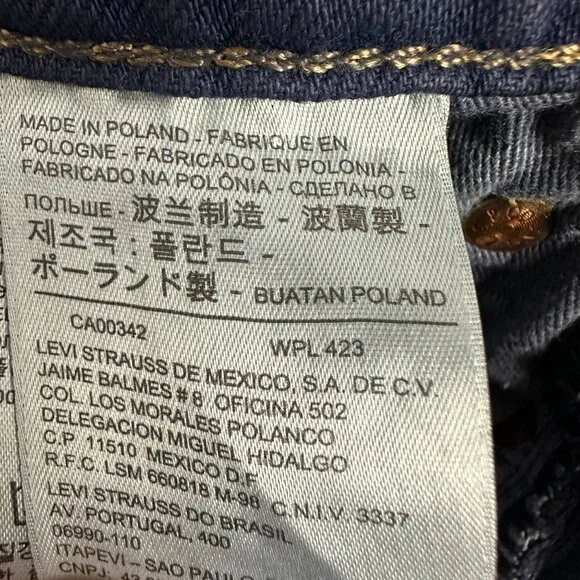 MADE IN POLAND - FABRIQUE EN
POLOGNE - FABRICADO EN POLONIA -
FABRICADO NA POLÔNIA - СДЕЛАНО В
ПОЛЬШЕ - 波兰制造 - 波蘭製 -
제조국 : 폴란드 -
ポーランド製 - BUATAN POLAND
CA00342 WPL 423
LEVI STRAUSS DE MEXICO, S.A. DE C.V.
JAIME BALMES # 8 OFICINA 502
COL. LOS MORALES POLANCO
DELEGACION MIGUEL HIDALGO
C.P. 11510 MEXICO D.F.
R.F.C. LSM 660818 M-98 C.N.I.V. 3337
LEVI STRAUSS DO BRASIL
AV. PORTUGAL, 400
06990-110
ITAPEVI - SAO PAULO
CNPJ: